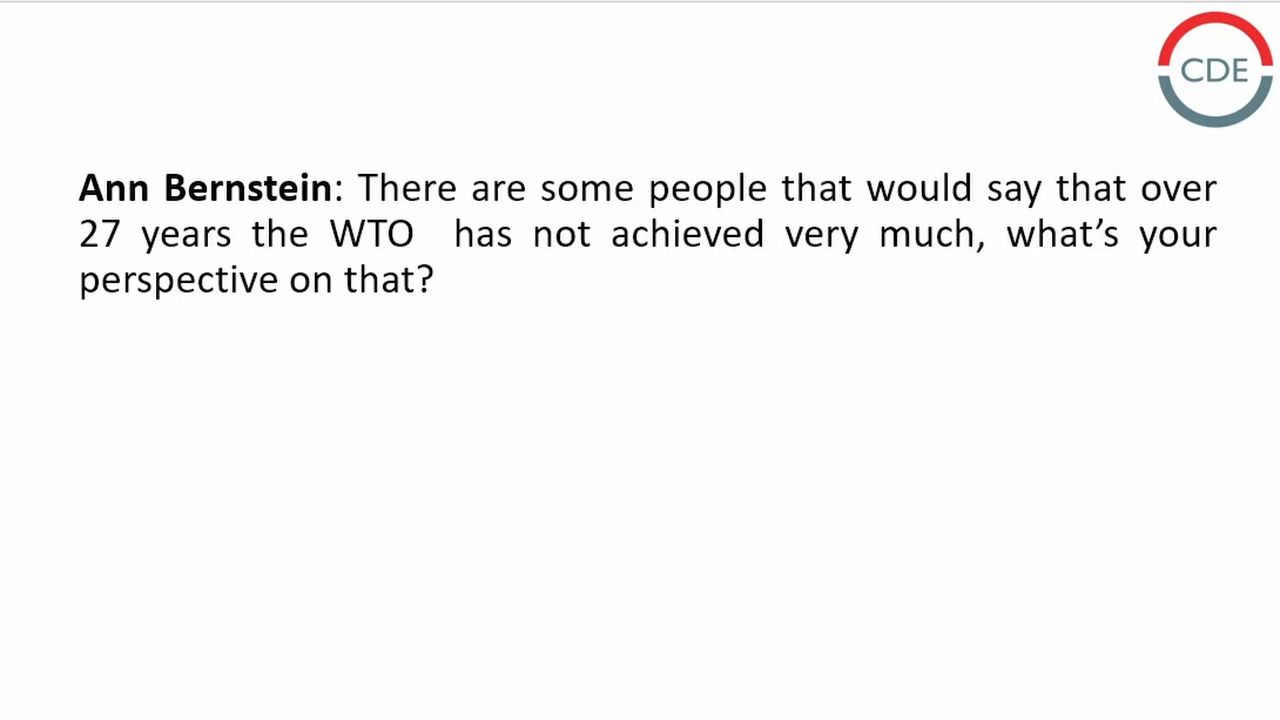 CDE
Ann Bernstein: There are some people that would say that over
27 years the WTO  has not achieved very much, what’s your
perspective on that?